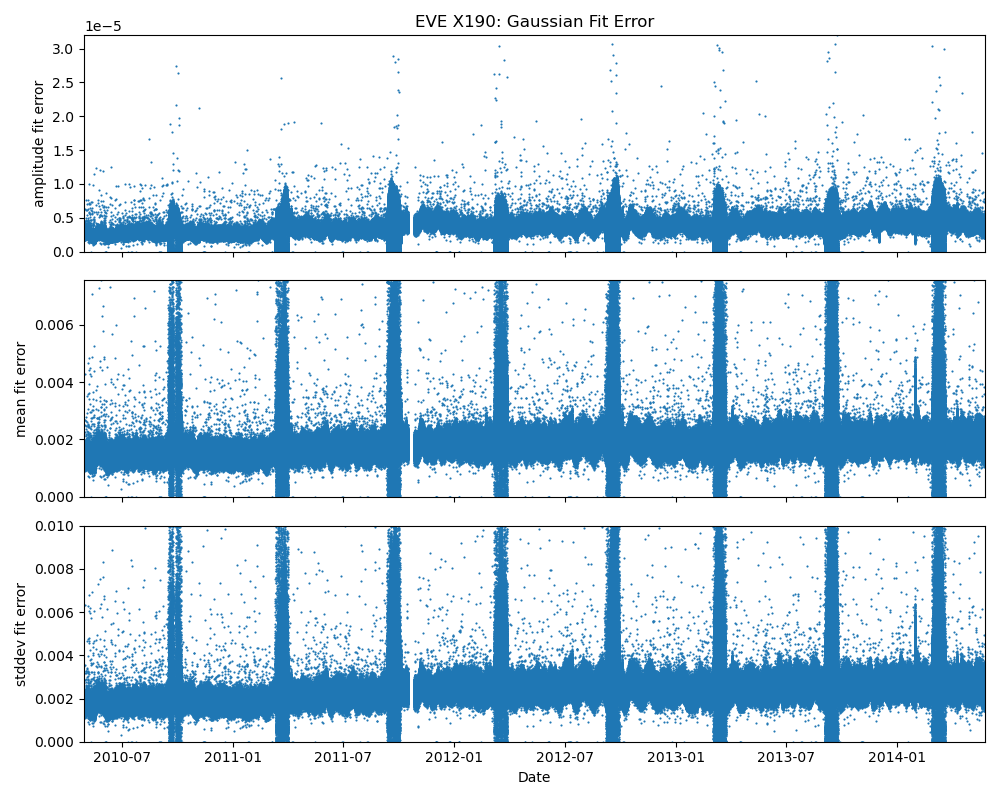 EVE X190: Gaussian Fit Error
1e−5
3.0
2.5
2.0
1.5
1.0
0.5
0.0
amplitude fit error
0.006
0.004
0.002
0.000
mean fit error
0.010
0.008
0.006
0.004
0.002
0.000
stddev fit error
2010-07 2011-01 2011-07 2012-01 2012-07 2013-01 2013-07 2014-01
Date